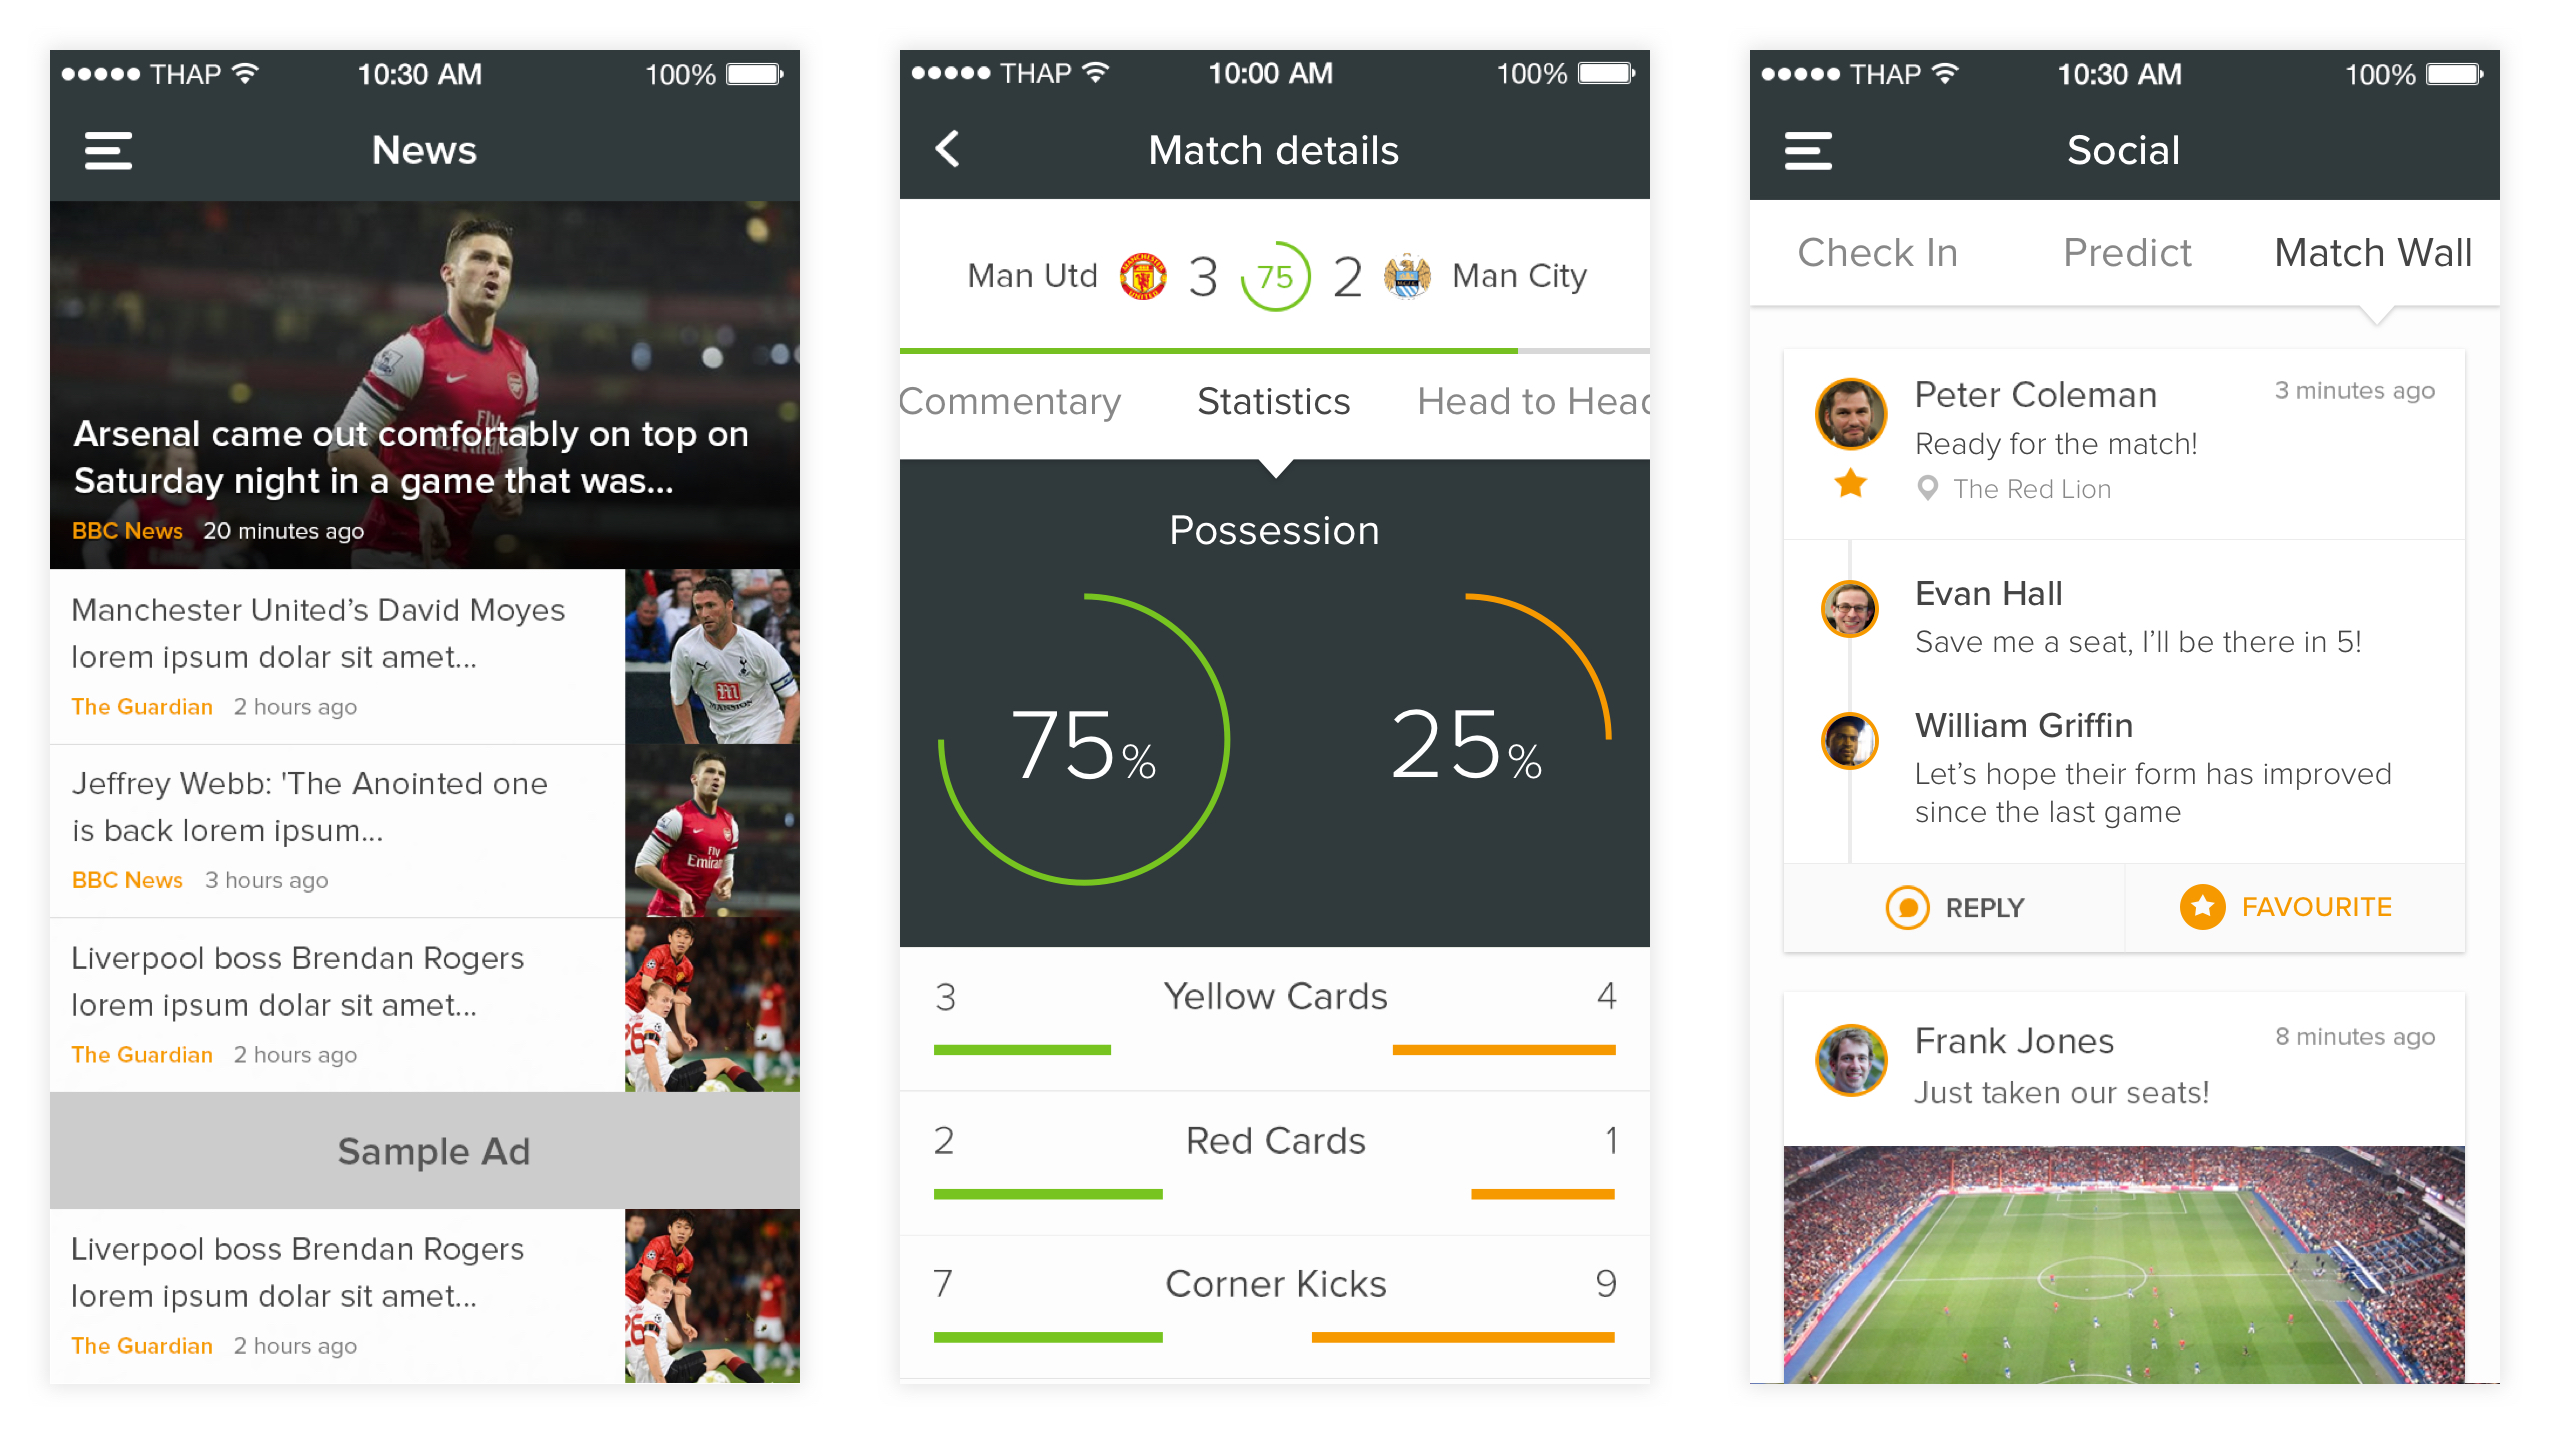 THAP 10:30 AM 100%
News
Arsenal came out comfortably on top on
Saturday night in a game that was...
BBC News 20 minutes ago
Manchester United’s David Moyes
lorem ipsum dolar sit amet...
The Guardian 2 hours ago
Jeffrey Webb: 'The Anointed one
is back lorem ipsum...
BBC News 3 hours ago
Fly
Emira
Liverpool boss Brendan Rogers
lorem ipsum dolar sit amet...
The Guardian 2 hours ago
Sample Ad
Liverpool boss Brendan Rogers
lorem ipsum dolar sit amet...
The Guardian 2 hours ago
THAP 10:00 AM 100%
Match details
Man Utd 3 75 2 Man City
Commentary Statistics Head to Head
Possession
75% 25%
3 Yellow Cards 4
2 Red Cards 1
7 Corner Kicks 9
THAP 10:30 AM 100%
Social
Check In Predict Match Wall
Peter Coleman 3 minutes ago
Ready for the match!
The Red Lion
Evan Hall
Save me a seat, I’ll be there in 5!
William Griffin
Let’s hope their form has improved
since the last game
REPLY FAVOURITE
Frank Jones 8 minutes ago
Just taken our seats!